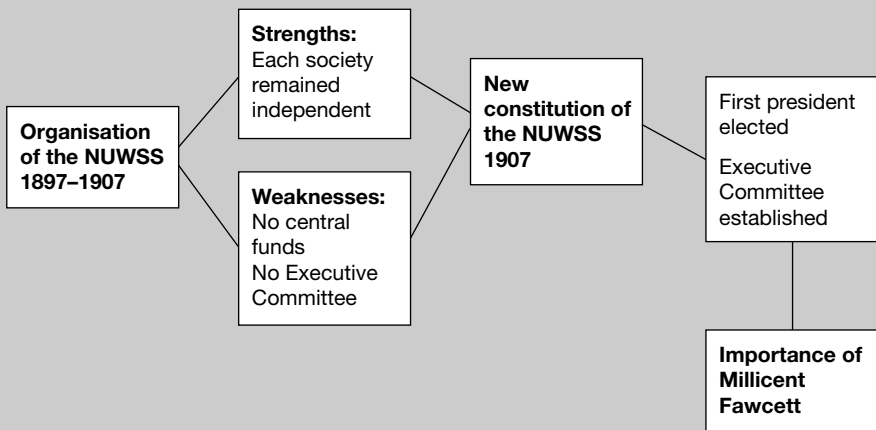 Organisation
of the NUWSS
1897–1907
Strengths:
Each society
remained
independent
Weaknesses:
No central
funds
No Executive
Committee
New
constitution of
the NUWSS
1907
First president
elected
Executive
Committee
established
Importance of
Millicent
Fawcett